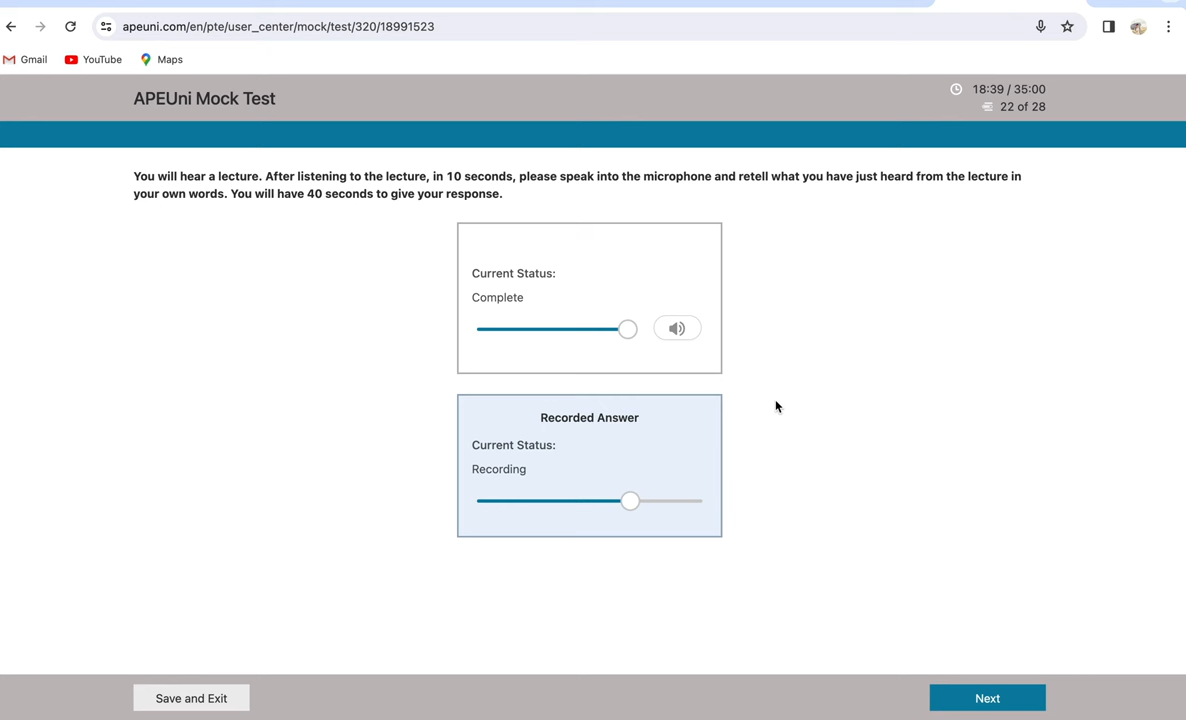 apeuni.com/en/pte/user_center/mock/test/320/18991523
Gmail YouTube Maps
APEUni Mock Test
18:39 / 35:00
22 of 28
You will hear a lecture. After listening to the lecture, in 10 seconds, please speak into the microphone and retell what you have just heard from the lecture in
your own words. You will have 40 seconds to give your response.
Current Status:
Complete
Recorded Answer
Current Status:
Recording
Save and Exit
Next